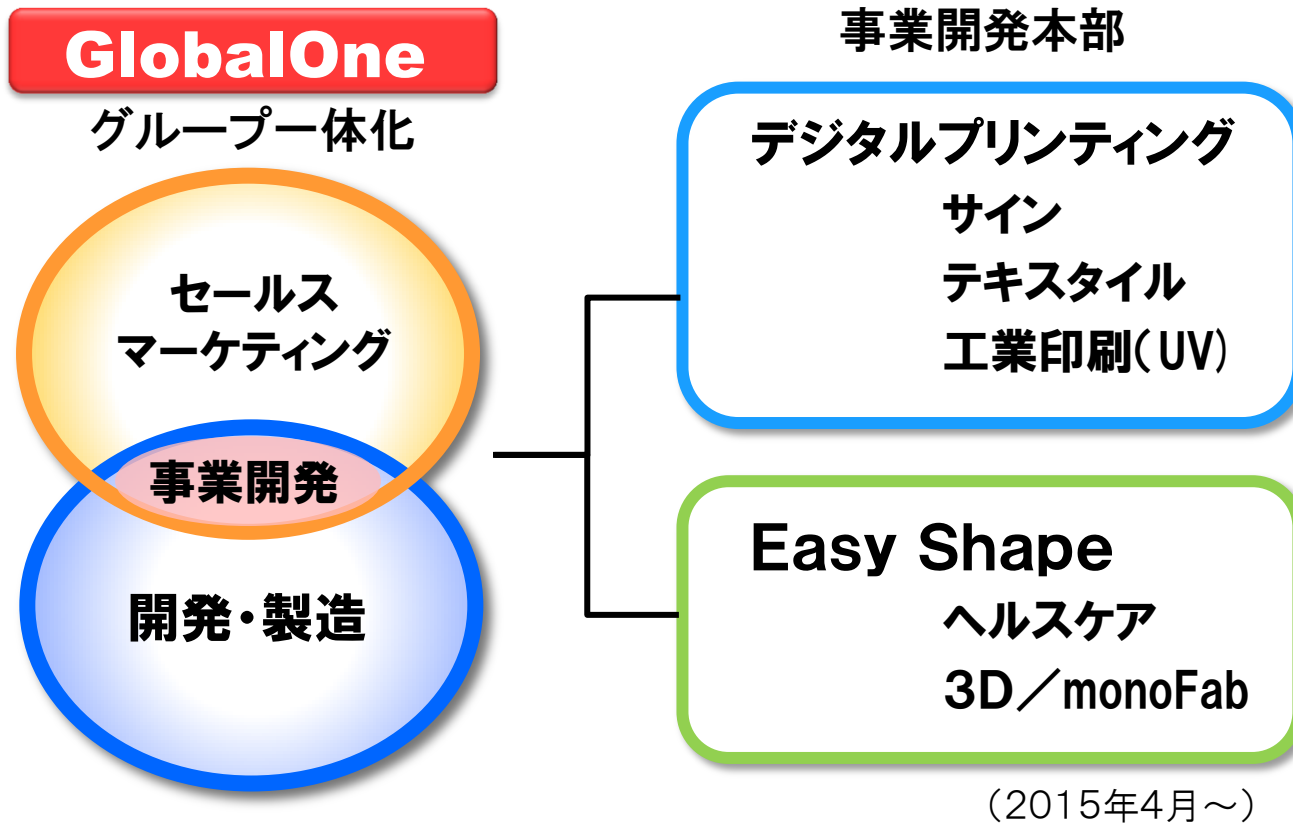 GlobalOne
グループ一体化
セールス
マーケティング
事業開発
開発・製造
事業開発本部
デジタルプリンティング
サイン
テキスタイル
工業印刷(UV)
Easy Shape
ヘルスケア
3D／monoFab
（2015年4月～）